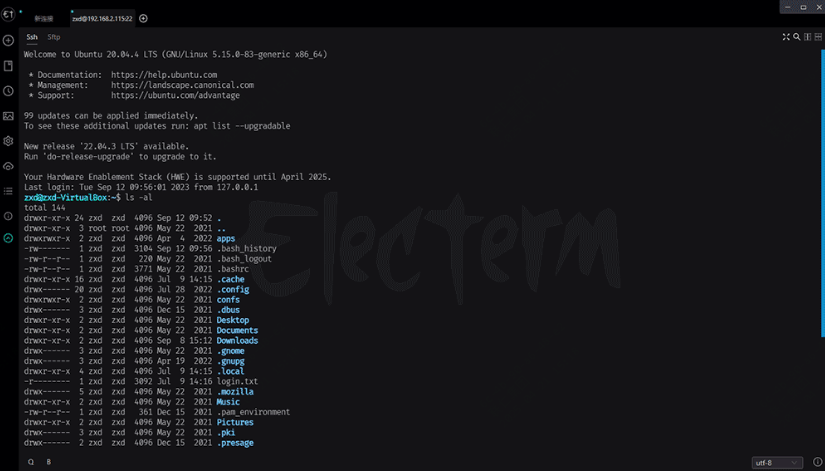 新连接
zxd@192.168.2.115:22
Ssh Sftp
Welcome to Ubuntu 20.04.4 LTS (GNU/Linux 5.15.0-83-generic x86_64)
* Documentation: https://help.ubuntu.com
* Management: https://landscape.canonical.com
* Support: https://ubuntu.com/advantage
99 updates can be applied immediately.
To see these additional updates run: apt list --upgradable
New release '22.04.3 LTS' available.
Run 'do-release-upgrade' to upgrade to it.
Your Hardware Enablement Stack (HWE) is supported until April 2025.
Last login: Tue Sep 12 09:56:01 2023 from 127.0.0.1
zxd@zxd-VirtualBox:~$ ls -al
total 144
drwxr-xr-x 24 zxd zxd 4096 Sep 12 09:52 .
drwxr-xr-x 3 root root 4096 May 22 2021 ..
drwxrwxr-x 2 zxd zxd 4096 Apr 4 2022 apps
-rw------- 1 zxd zxd 3104 Sep 12 09:56 .bash_history
-rw-r--r-- 1 zxd zxd 220 May 22 2021 .bash_logout
-rw-r--r-- 1 zxd zxd 3771 May 22 2021 .bashrc
drwxr-xr-x 16 zxd zxd 4096 Jul 9 14:15 .cache
drwx------ 20 zxd zxd 4096 Jul 28 2022 .config
drwxrwxr-x 2 zxd zxd 4096 May 22 2021 confs
drwx------ 3 zxd zxd 4096 Dec 15 2021 .dbus
drwxr-xr-x 2 zxd zxd 4096 May 22 2021 Desktop
drwxr-xr-x 2 zxd zxd 4096 May 22 2021 Documents
drwxr-xr-x 2 zxd zxd 4096 Sep 8 15:12 Downloads
drwx------ 3 zxd zxd 4096 May 22 2021 .gnome
drwx------ 3 zxd zxd 4096 Apr 19 2022 .gnupg
drwxr-xr-x 4 zxd zxd 4096 Jul 9 14:15 .local
-r-------- 1 zxd zxd 3092 Jul 9 14:16 login.txt
drwx------ 5 zxd zxd 4096 May 22 2021 .mozilla
drwxr-xr-x 2 zxd zxd 4096 May 22 2021 Music
-rw-r--r-- 1 zxd zxd 361 Dec 15 2021 .pam_environment
drwxr-xr-x 2 zxd zxd 4096 May 22 2021 Pictures
drwx------ 3 zxd zxd 4096 May 22 2021 .pki
drwx------ 2 zxd zxd 4096 Dec 15 2021 .presage
Electerm
8
utf-8